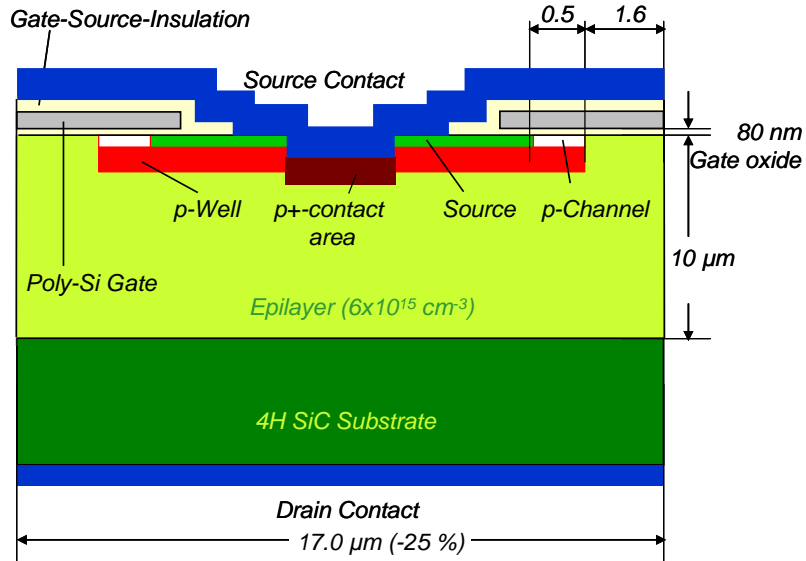 Gate-Source-Insulation
0.5
1.6
Source Contact
80 nm
Gate oxide
p-Well
p+-contact
area
Source
p-Channel
10 µm
Poly-Si Gate
Epilayer (6x10¹⁵ cm⁻³)
4H SiC Substrate
Drain Contact
17.0 µm (-25 %)